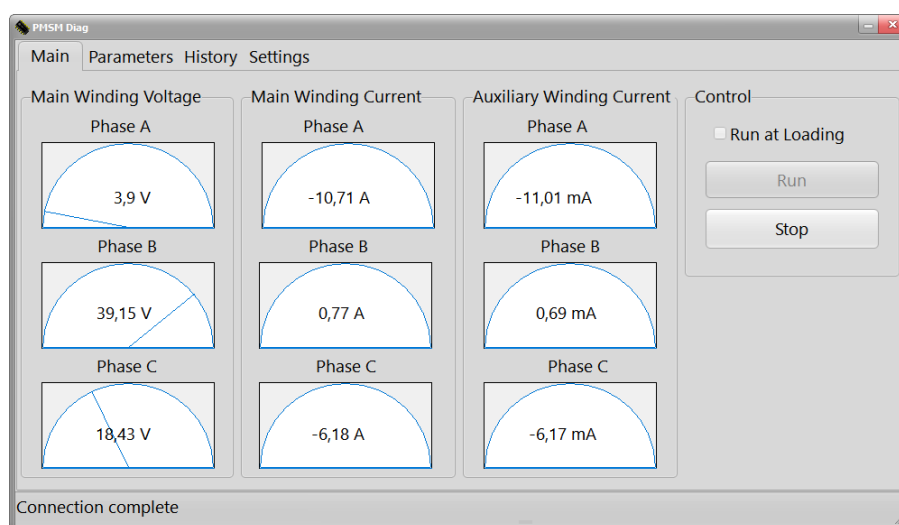 PMSM Diag
Main Parameters History Settings
Main Winding Voltage
Phase A
3,9 V
Phase B
39,15 V
Phase C
18,43 V
Main Winding Current
Phase A
-10,71 A
Phase B
0,77 A
Phase C
-6,18 A
Auxiliary Winding Current
Phase A
-11,01 mA
Phase B
0,69 mA
Phase C
-6,17 mA
Control
Run at Loading
Run
Stop
Connection complete